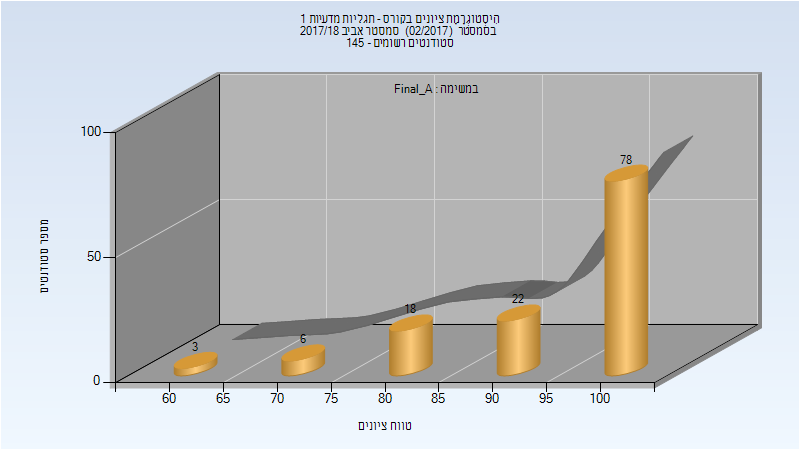 היסטוגרמת ציונים בקורס - תגליות מדעיות 1
בסמסטר (02/2017) סמסטר אביב 2017/18
סטודנטים רשומים - 145
במשימה: Final_A
מספר סטודנטים
100
50
0
3
6
18
22
78
60
65
70
75
80
85
90
95
100
טווח ציונים